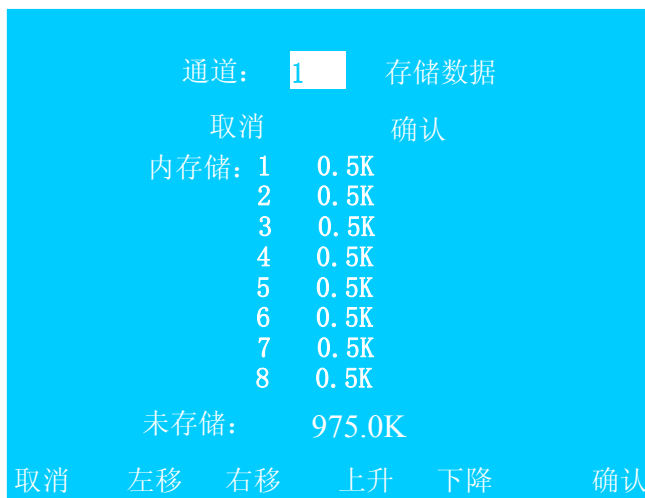 通道： 1 存储数据
取消 确认
内存储：1 0.5K
2 0.5K
3 0.5K
4 0.5K
5 0.5K
6 0.5K
7 0.5K
8 0.5K
未存储： 975.0K
取消 左移 右移 上升 下降 确认